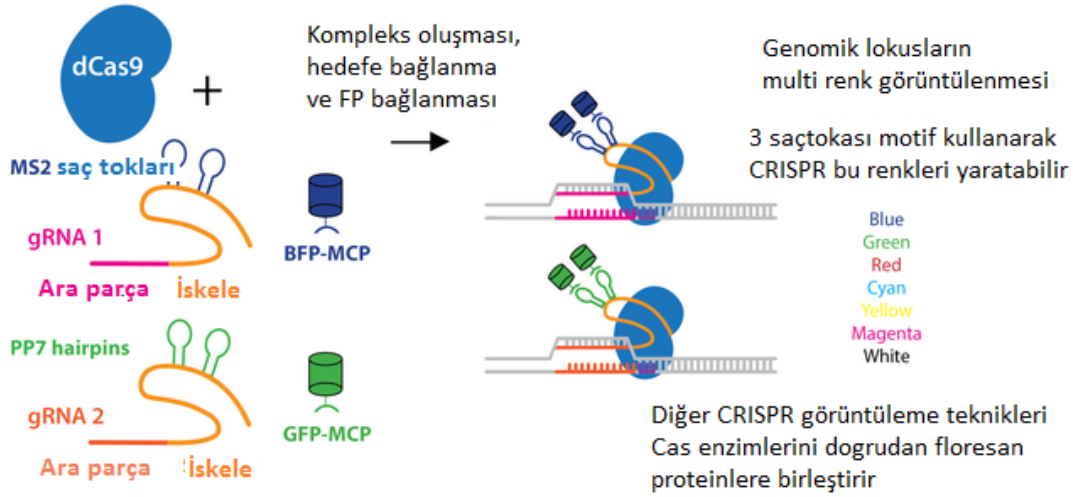 dCas9
+
MS2 saç tokları
gRNA 1
Ara parça İskele
PP7 hairpins
gRNA 2
Ara parça İskele
BFP-MCP
GFP-MCP
Kompleks oluşması,
hedefe bağlanma
ve FP bağlanması
Genomik lokusların
multi renk görüntülenmesi
3 saçtokası motif kullanarak
CRISPR bu renkleri yaratabilir
Blue
Green
Red
Cyan
Yellow
Magenta
White
Diğer CRISPR görüntüleme teknikleri
Cas enzimlerini dogrudan floresan
proteinlere birleştirir